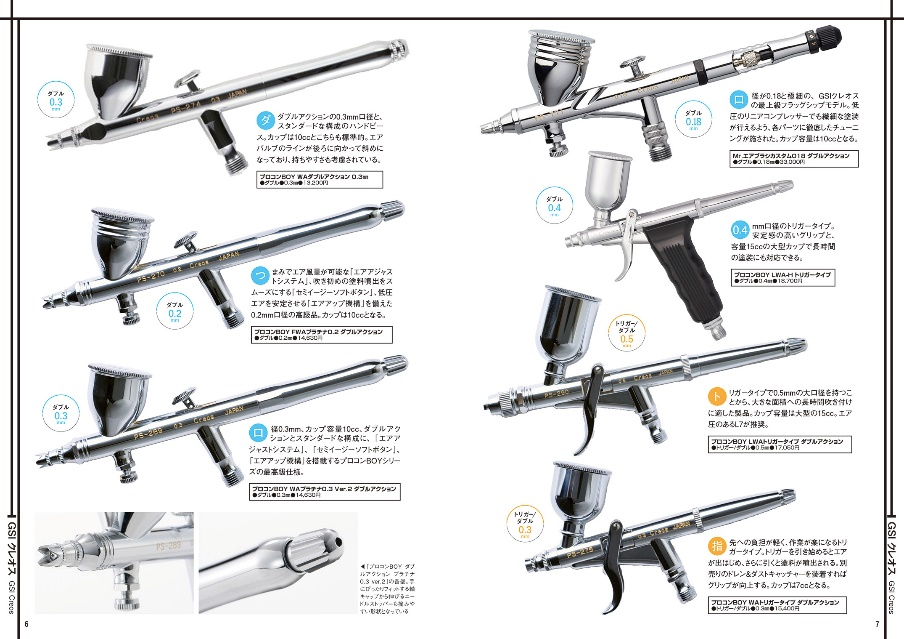 ダブル
0.3
mm
Creos PS-274 0.3 JAPAN
ダ ダブルアクションの0.3mm口径と、
スタンダードな構成のハンドピー
ス。カップは10ccとこちらも標準的。エア
バルブのラインが後ろに向かって斜めに
なっており、持ちやすさも考慮されている。
プロコンBOY WAダブルアクション 0.3mm
●ダブル●0.3㎜●13,200円
PS-270 0.2 Creos JAPAN
ダブル
0.2
mm
つ まみでエア風量が可能な「エアアジャス
トシステム」、吹き初めの塗料噴出をス
ムーズにする「セミイージーソフトボタン」、低圧
エアを安定させる「エアアップ機構」を備えた
0.2mm口径の高級品。カップは10ccとなる。
プロコンBOY FWAプラチナ0.2 ダブルアクション
●ダブル●0.2㎜●14,630円
ダブル
0.3
mm
PS-289 0.3 Creos JAPAN
口 径0.3mm、カップ容量10cc、ダブルアク
ションとスタンダードな構成に、「エアア
ジャストシステム」、「セミイージーソフトボタン」、
「エアアップ機構」を搭載するプロコンBOYシリー
ズの最高級仕様。
プロコンBOY WAプラチナ0.3 Ver.2 ダブルアクション
●ダブル●0.3㎜●14,630円
PS-289
◀「プロコンBOY ダブ
ルアクション プラチナ
0.3 ver.2」の後部。手
GSI クレオス GSI Creos
6
ダブル
0.18
mm
口 径が0.18と極細の、GSIクレオス
の最上級フラッグシップモデル。低
圧のリニアコンプレッサーでも繊細な塗装
が行えるよう、各パーツに徹底したチューニ
ングが施された。カップ容量は10ccとなる。
Mr.エアブラシカスタム018 ダブルアクション
●ダブル●0.18㎜●33,000円
ダブル
0.4
mm
0.4 mm口径のトリガータイプ。
安定感の高いグリップと、
容量15ccの大型カップで長時間
の塗装にも対応できる。
プロコンBOY LWA-H トリガータイプ
●ダブル●0.4㎜●18,700円
トリガー/
ダブル
0.5
mm
PS-290
ト リガータイプで0.5mmの大口径を持つこ
とから、大きな面積への長時間吹き付け
に適した製品。カップ容量は大型の15cc。エア
圧のあるL7が推奨。
プロコンBOY LWAトリガータイプ ダブルアクション
●トリガー/ダブル●0.5㎜●17,050円
トリガー/
ダブル
0.3
mm
PS-275
指 先への負担が軽く、作業が楽になるトリ
ガータイプ。トリガーを引き始めるとエア
が出はじめ、さらに引くと塗料が噴出される。別
売りのドレン＆ダストキャッチャーを装着すれば
グリップが向上する。カップは7ccとなる。
プロコンBOY WAトリガータイプ ダブルアクション
●トリガー/ダブル●0.3㎜●15,400円
GSI クレオス GSI Creos
7